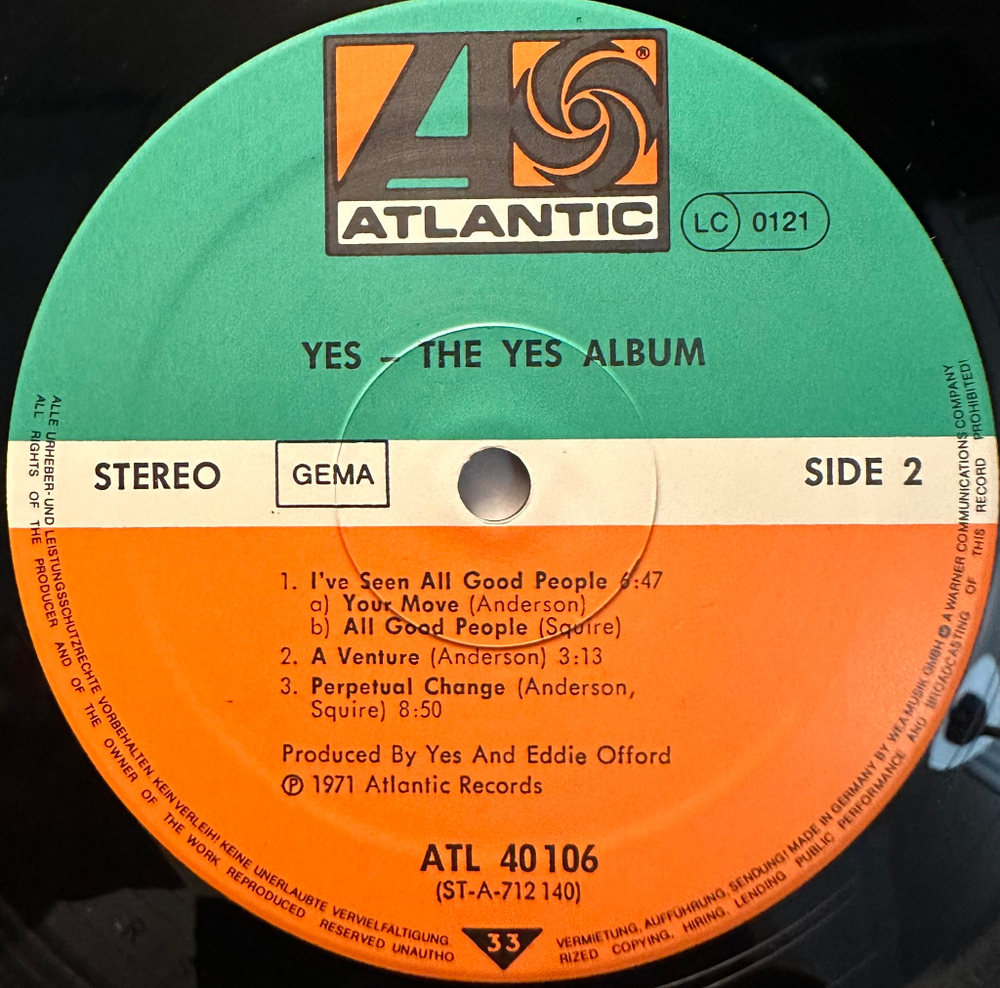 A
®
ATLANTIC
LC 0121
YES – THE YES ALBUM
STEREO
GEMA
SIDE 2
1. I've Seen All Good People 6:47
a) Your Move (Anderson)
b) All Good People (Squire)
2. A Venture (Anderson) 3:13
3. Perpetual Change (Anderson,
Squire) 8:50
Produced By Yes And Eddie Offord
Ⓟ 1971 Atlantic Records
ATL 40 106
(ST-A-712 140)
33
ALLE URHEBER- UND LEISTUNGSSCHUTZRECHTE VORBEHALTEN. KEIN VERLEIH! KEINE UNERLAUBTE VERVIELFÄLTIGUNG, VERMIETUNG, AUFFÜHRUNG, SENDUNG! MADE IN GERMANY BY WEA MUSIK GMBH A WARNER COMMUNICATIONS COMPANY
ALL RIGHTS OF THE PRODUCER AND OF THE OWNER OF THE WORK REPRODUCED RESERVED UNAUTHORIZED COPYING, HIRING, LENDING PUBLIC PERFORMANCE AND BROADCASTING OF THIS RECORD PROHIBITED!